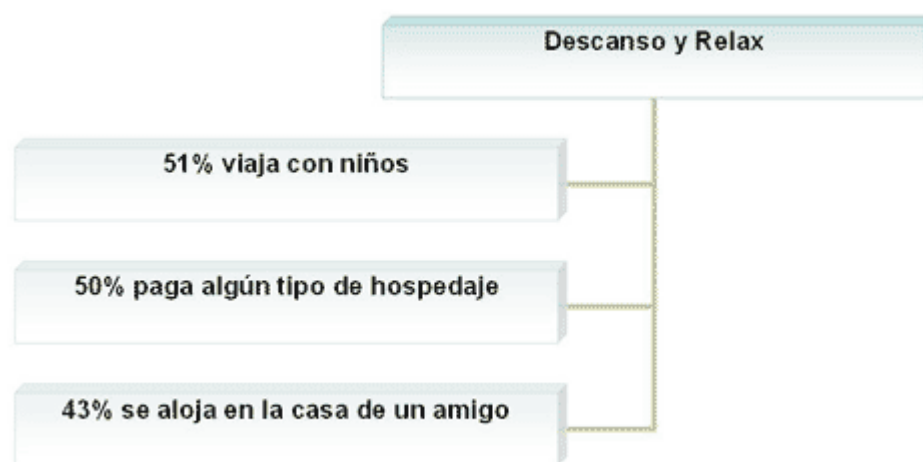 Descanso y Relax
51% viaja con niños
50% paga algún tipo de hospedaje
43% se aloja en la casa de un amigo